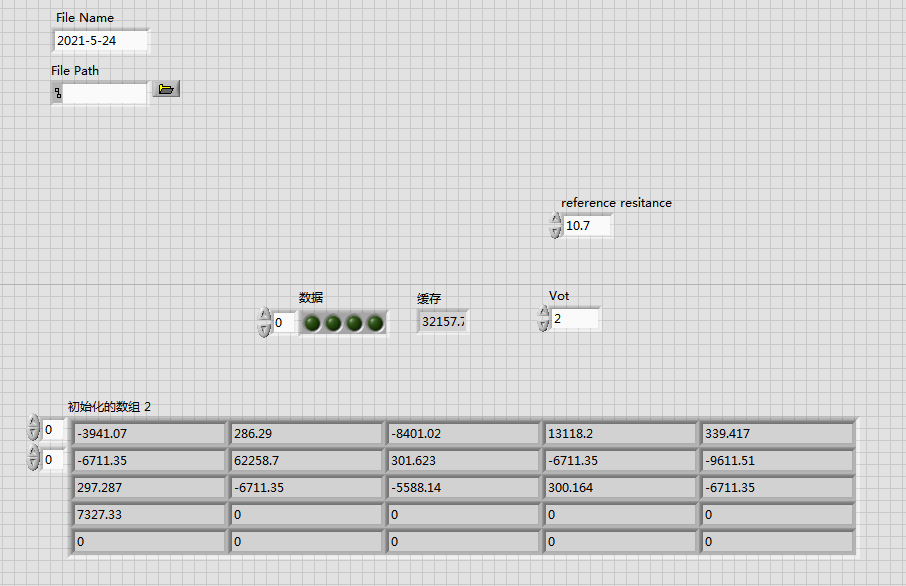 File Name
2021-5-24
File Path
reference resitance
10.7
数据
缓存
Vot
0
32157.7
2
初始化的数组 2
0
-3941.07 286.29 -8401.02 13118.2 339.417
0
-6711.35 62258.7 301.623 -6711.35 -9611.51
297.287 -6711.35 -5588.14 300.164 -6711.35
7327.33 0 0 0 0
0 0 0 0 0